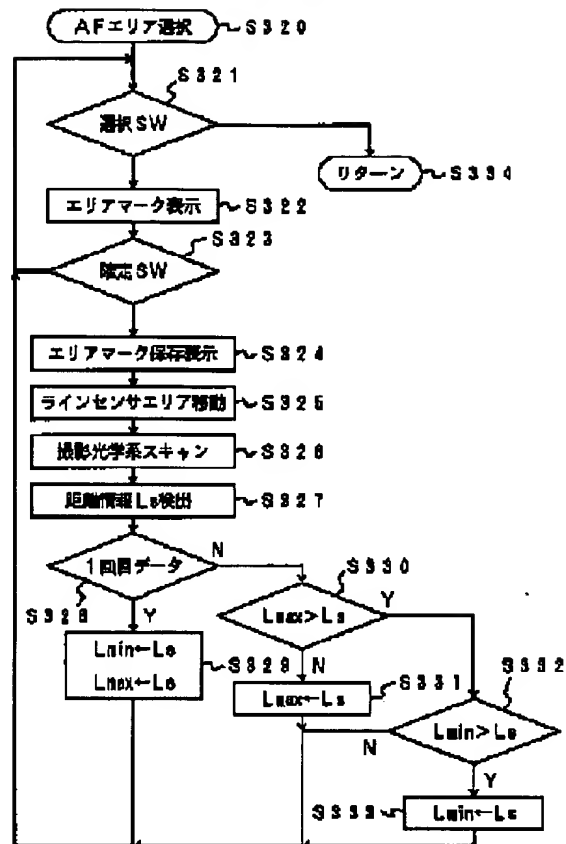 AFエリア選択 S320
S321
選択SW
リターン S334
エリアマーク表示 S322
S323
確定SW
エリアマーク保存表示 S324
ラインセンサエリア移動 S325
撮影光学系スキャン S326
距離情報Ls検出 S327
1回目データ N
S328 Y
S330
Lmax>Ls Y
N
Lmin←Ls
Lmax←Ls
S329
Lmax←Ls S331
S332
Lmin>Ls
N
Y
S333 Lmin←Ls